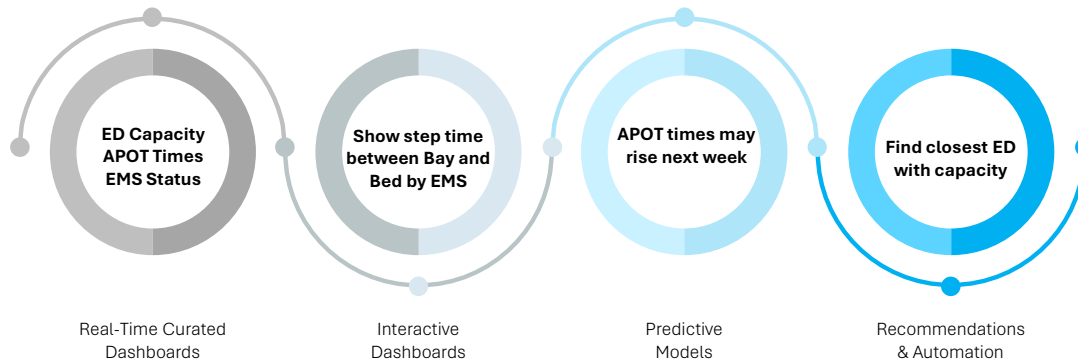 ED Capacity
APOT Times
EMS Status
Show step time
between Bay and
Bed by EMS
APOT times may
rise next week
Find closest ED
with capacity
Real-Time Curated
Dashboards
Interactive
Dashboards
Predictive
Models
Recommendations
& Automation